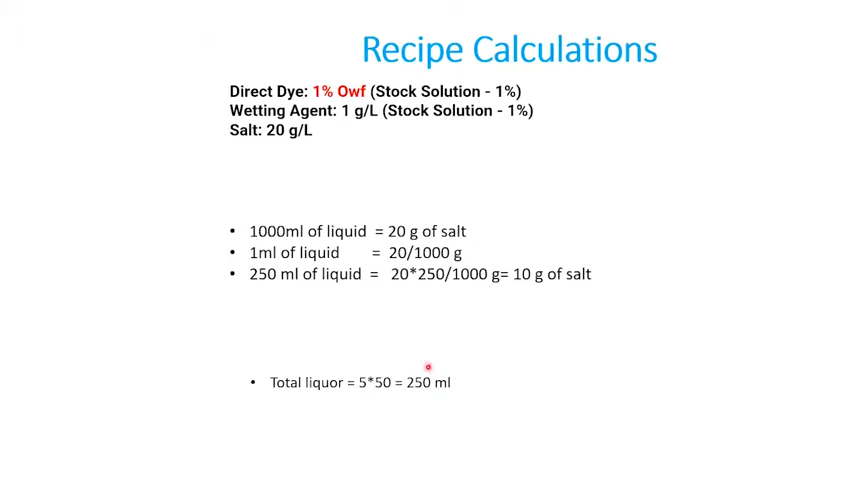 Recipe Calculations
Direct Dye: 1% Owf (Stock Solution - 1%)
Wetting Agent: 1 g/L (Stock Solution - 1%)
Salt: 20 g/L
• 1000ml of liquid = 20 g of salt
• 1ml of liquid = 20/1000 g
• 250 ml of liquid = 20*250/1000 g= 10 g of salt
• Total liquor = 5*50 = 250 ml